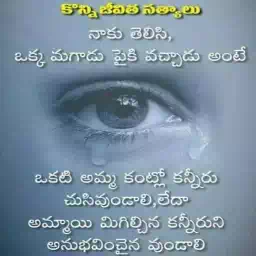 కొన్ని జీవిత సత్యాలు
నాకు తెలిసి,
ఒక్క మగాడు పైకి వచ్చాడు అంటే
ఒకటి అమ్మ కంట్లో కన్నీరు
చుసివుండాలి,లేదా
అమ్మాయి మిగిల్చిన కన్నీరుని
అనుభవించైన వుండాలి